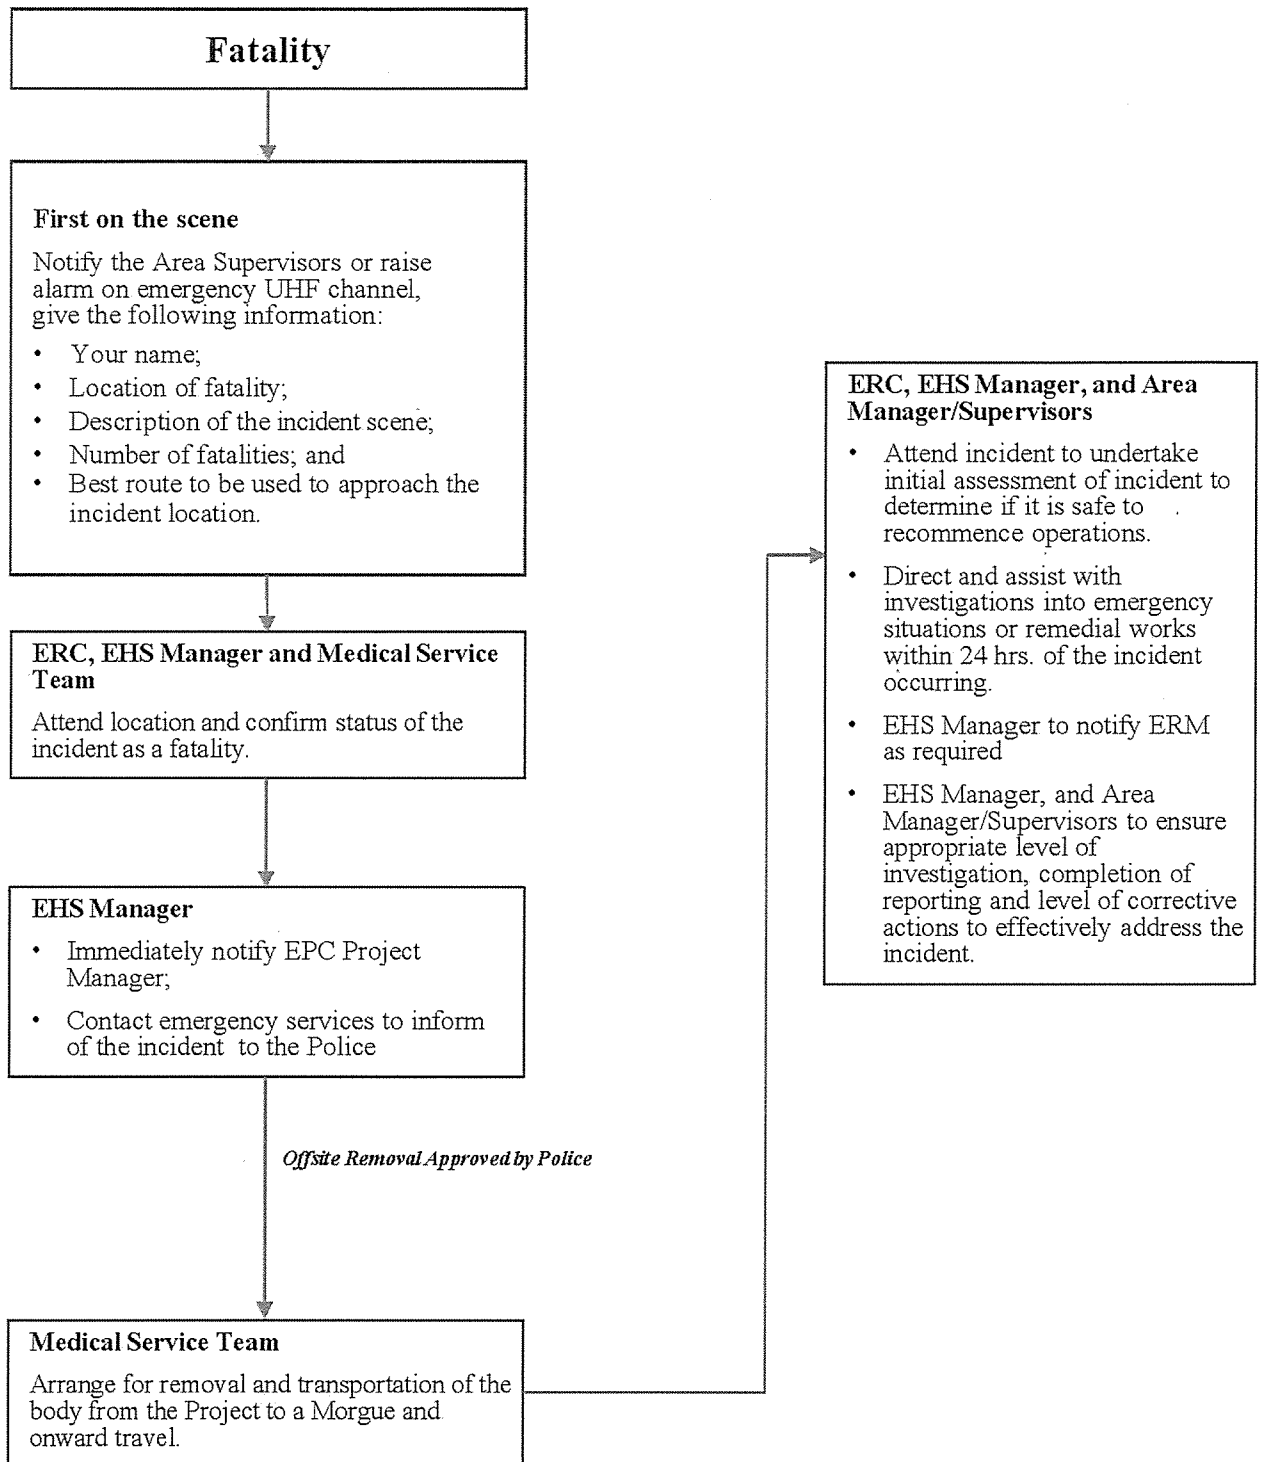 Fatality
First on the scene
Notify the Area Supervisors or raise
alarm on emergency UHF channel,
give the following information:
• Your name;
• Location of fatality;
• Description of the incident scene;
• Number of fatalities; and
• Best route to be used to approach the
incident location.
ERC, EHS Manager and Medical Service
Team
Attend location and confirm status of the
incident as a fatality.
EHS Manager
• Immediately notify EPC Project
Manager;
• Contact emergency services to inform
of the incident to the Police
Offsite Removal Approved by Police
Medical Service Team
Arrange for removal and transportation of the
body from the Project to a Morgue and
onward travel.
ERC, EHS Manager, and Area
Manager/Supervisors
• Attend incident to undertake
initial assessment of incident to
determine if it is safe to
recommence operations.
• Direct and assist with
investigations into emergency
situations or remedial works
within 24 hrs. of the incident
occurring.
• EHS Manager to notify ERM
as required
• EHS Manager, and Area
Manager/Supervisors to ensure
appropriate level of
investigation, completion of
reporting and level of corrective
actions to effectively address the
incident.